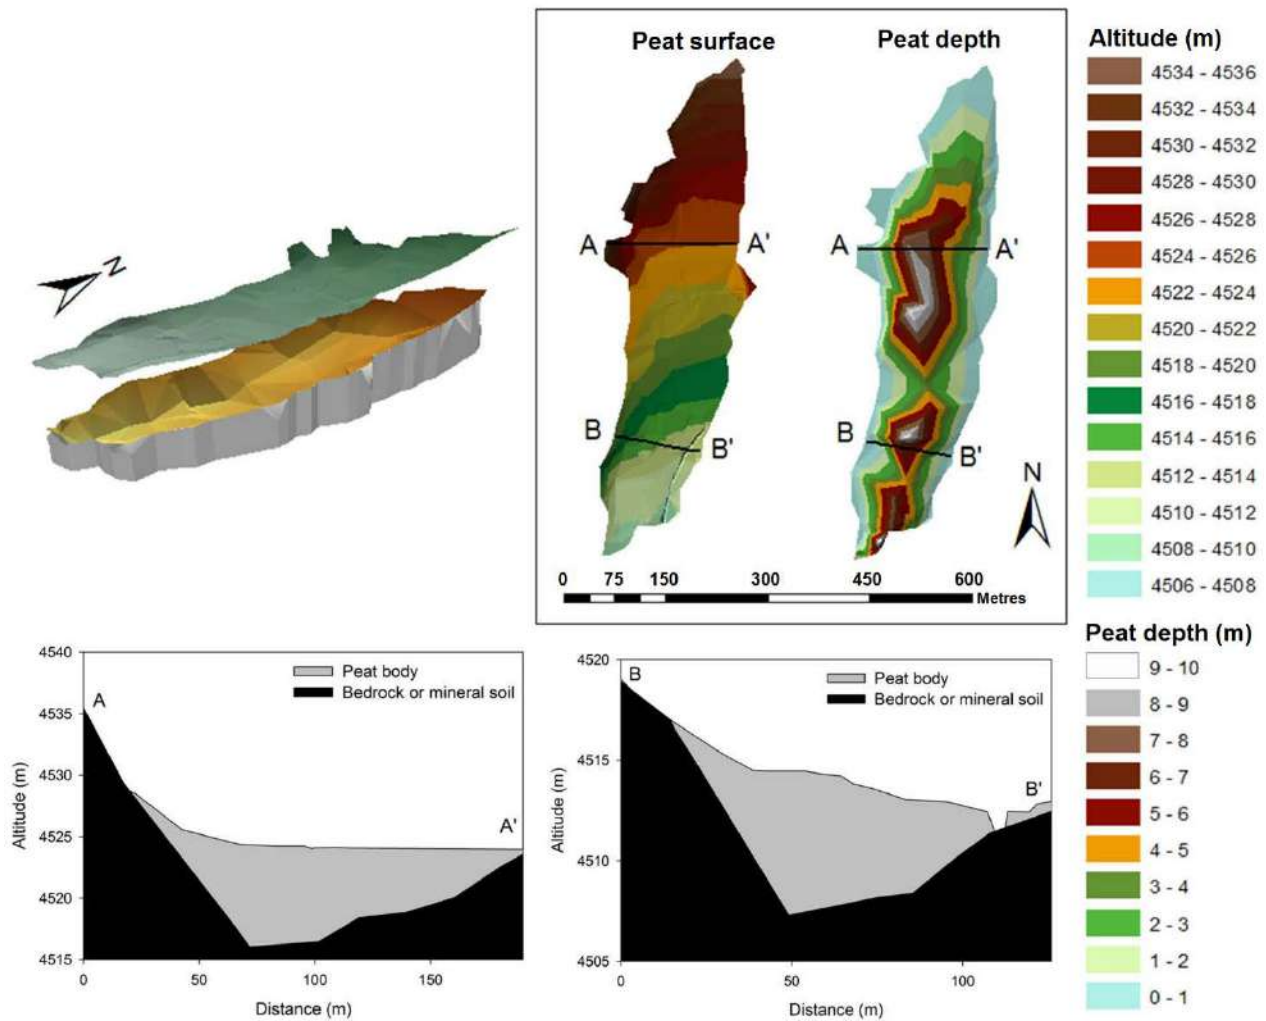 N
Peat surface
Peat depth
A
A'
B
B'
A
A'
B
B'
N
0 75 150 300 450 600
Metres
Altitude (m)
4534 - 4536
4532 - 4534
4530 - 4532
4528 - 4530
4526 - 4528
4524 - 4526
4522 - 4524
4520 - 4522
4518 - 4520
4516 - 4518
4514 - 4516
4512 - 4514
4510 - 4512
4508 - 4510
4506 - 4508
Peat depth (m)
9 - 10
8 - 9
7 - 8
6 - 7
5 - 6
4 - 5
3 - 4
2 - 3
1 - 2
0 - 1
4540
4535
4530
4525
4520
4515
Altitude (m)
A
A'
Peat body
Bedrock or mineral soil
0 50 100 150
Distance (m)
4520
4515
4510
4505
Altitude (m)
B
B'
Peat body
Bedrock or mineral soil
0 50 100
Distance (m)